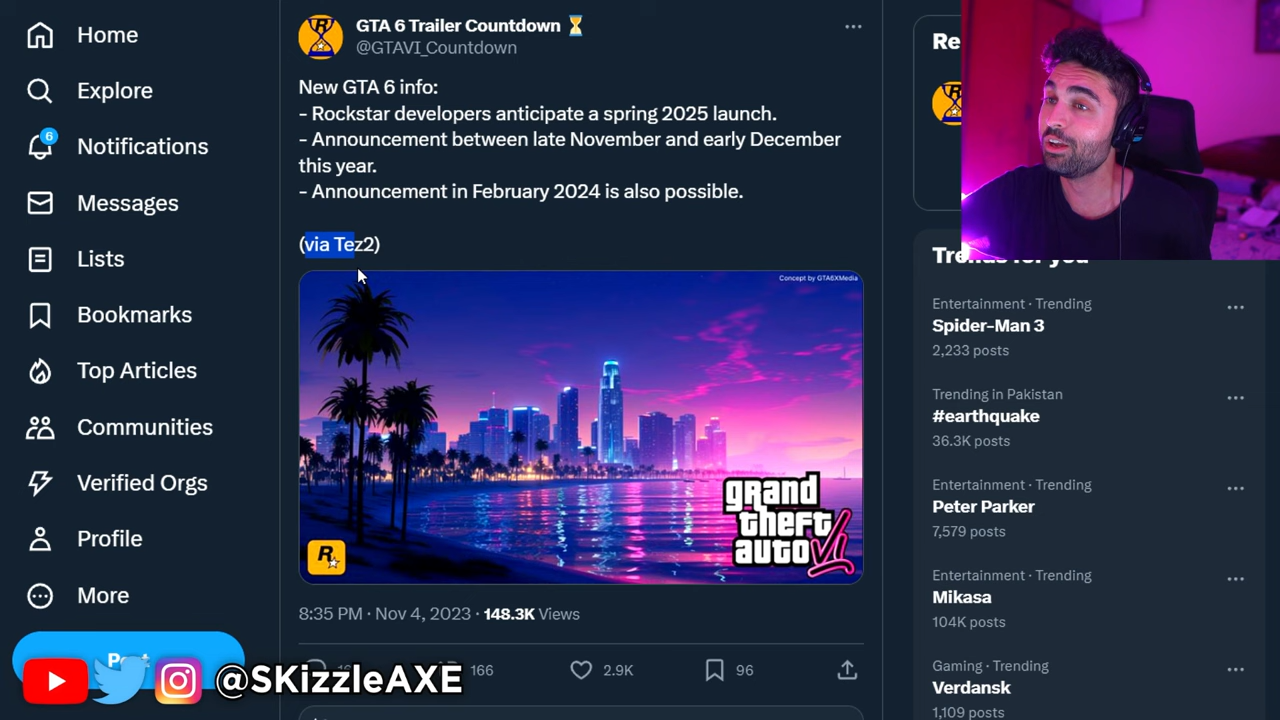 Home
Explore
6
Notifications
Messages
Lists
Bookmarks
Top Articles
Communities
Verified Orgs
Profile
More
GTA 6 Trailer Countdown ⏳
@GTAVI_Countdown
New GTA 6 info:
- Rockstar developers anticipate a spring 2025 launch.
- Announcement between late November and early December
this year.
- Announcement in February 2024 is also possible.
(via Tez2)
Concept by GTA6XMedia
grand
theft
auto VI
R
8:35 PM · Nov 4, 2023 · 148.3K Views
166
2.9K
96
@SKizzleAXE
Trends for you
Entertainment · Trending
Spider-Man 3
2,233 posts
Trending in Pakistan
#earthquake
36.3K posts
Entertainment · Trending
Peter Parker
7,579 posts
Entertainment · Trending
Mikasa
104K posts
Gaming · Trending
Verdansk
1,109 posts